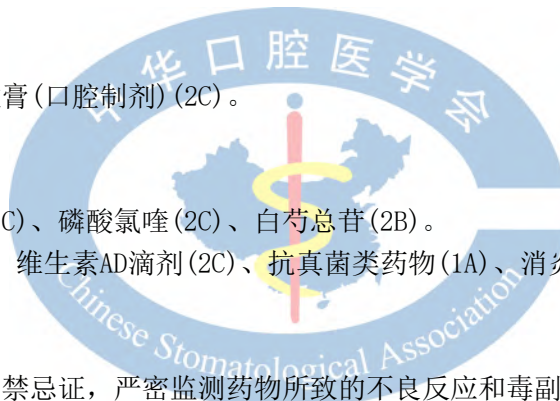 中华口腔医学会
膏(口腔制剂)(2C)。
C)、磷酸氯喹(2C)、白芍总苷(2B)。
维生素AD滴剂(2C)、抗真菌类药物(1A)、消炎
Chinese Stomatological Association
禁忌证，严密监测药物所致的不良反应和毒副